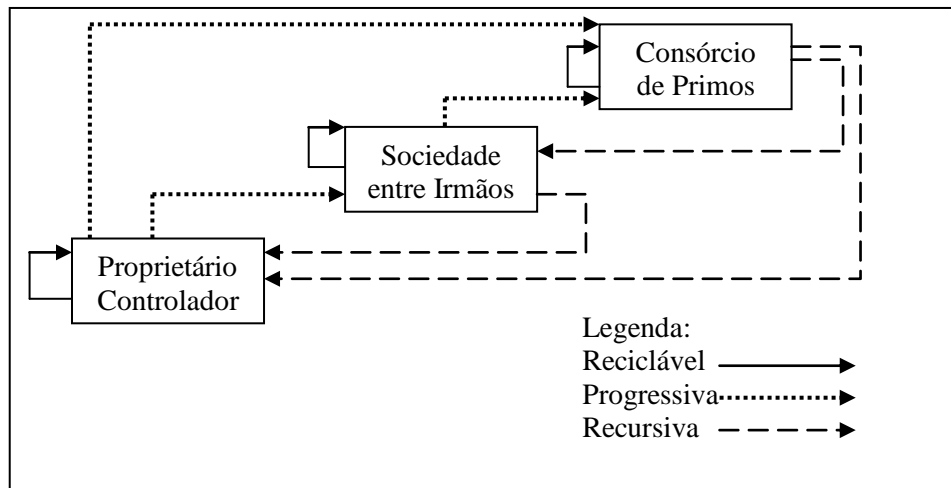 Consórcio
de Primos
Sociedade
entre Irmãos
Proprietário
Controlador
Legenda:
Reciclável
Progressiva
Recursiva